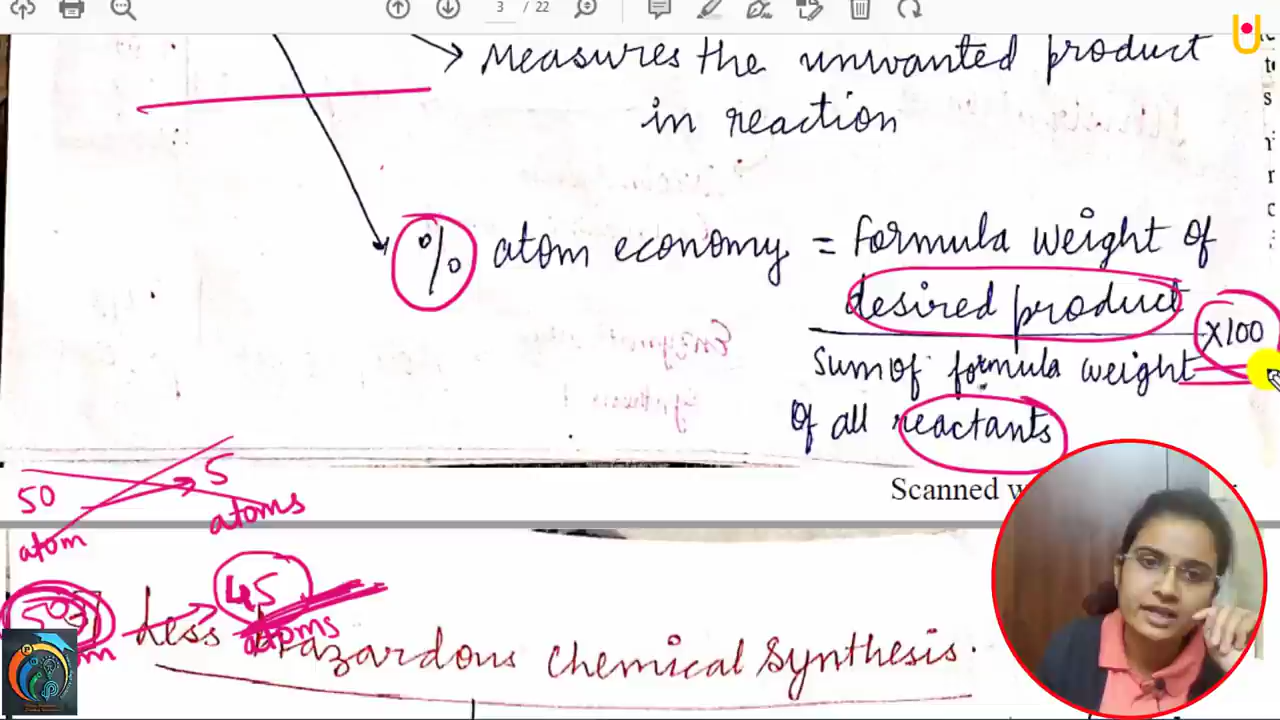 3 / 22
→ Measures the unwanted product
in reaction
% atom economy = formula weight of
desired product
×100
Sum of formula weight
of all reactants
50
atom
5
atoms
Scanned
45
atoms
Less hazardous Chemical Synthesis.